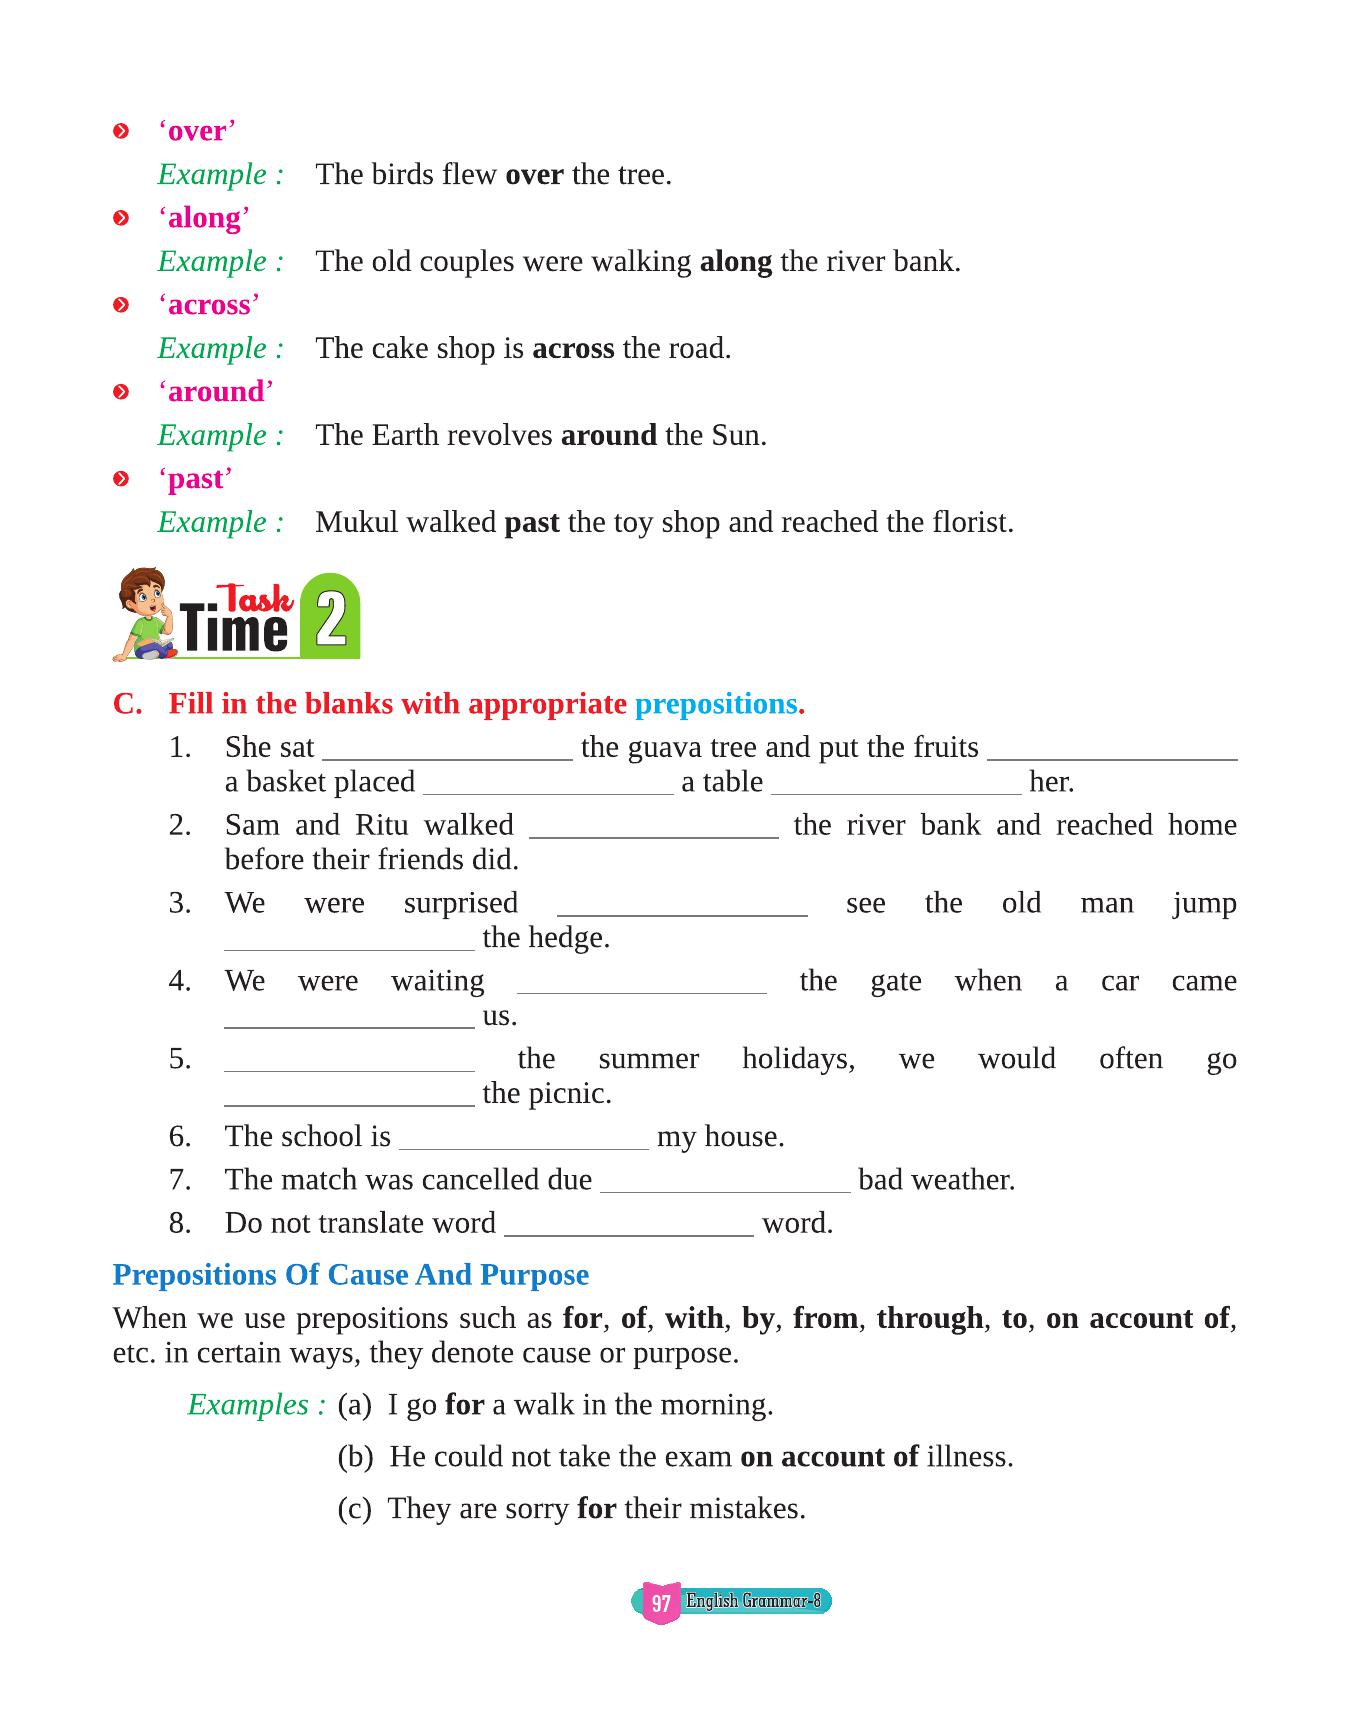 ‘over’
Example : The birds flew over the tree.
‘along’
Example : The old couples were walking along the river bank.
‘across’
Example : The cake shop is across the road.
‘around’
Example : The Earth revolves around the Sun.
‘past’
Example : Mukul walked past the toy shop and reached the florist.
Task
Time 2
C. Fill in the blanks with appropriate prepositions.
1. She sat ________________ the guava tree and put the fruits ________________
a basket placed ________________ a table ________________ her.
2. Sam and Ritu walked ________________ the river bank and reached home
before their friends did.
3. We were surprised ________________ see the old man jump
________________ the hedge.
4. We were waiting ________________ the gate when a car came
________________ us.
5. ________________ the summer holidays, we would often go
________________ the picnic.
6. The school is ________________ my house.
7. The match was cancelled due ________________ bad weather.
8. Do not translate word ________________ word.
Prepositions Of Cause And Purpose
When we use prepositions such as for, of, with, by, from, through, to, on account of,
etc. in certain ways, they denote cause or purpose.
Examples : (a) I go for a walk in the morning.
(b) He could not take the exam on account of illness.
(c) They are sorry for their mistakes.
97 English Grammar-8